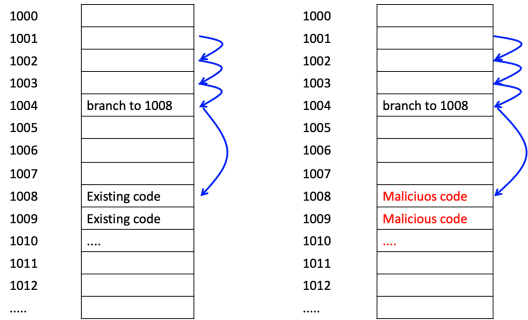 1000 1000
1001 1001
1002 1002
1003 1003
1004 branch to 1008 1004 branch to 1008
1005 1005
1006 1006
1007 1007
1008 Existing code 1008 Maliciuos code
1009 Existing code 1009 Malicious code
1010 .... 1010 ....
1011 1011
1012 1012
..... .....